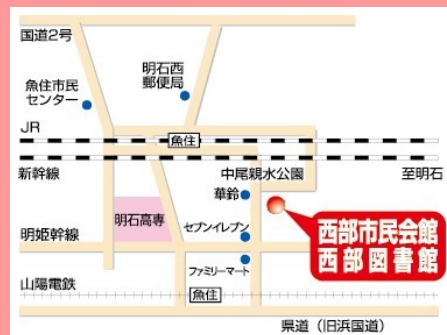 国道2号
明石西
郵便局
魚住市民
センター
JR
魚住
新幹線
中尾親水公園
至明石
華鈴
明石高専
西部市民会館
西部図書館
セブンイレブン
明姫幹線
ファミリーマート
山陽電鉄
魚住
県道（旧浜国道）